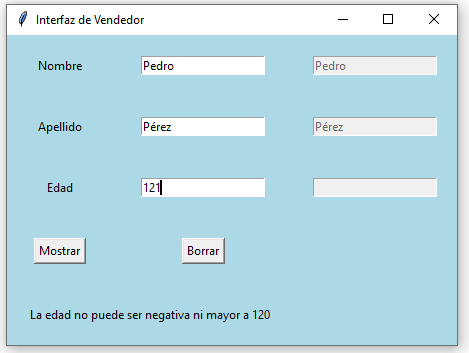 Interfaz de Vendedor
Nombre Pedro Pedro
Apellido Pérez Pérez
Edad 121
Mostrar Borrar
La edad no puede ser negativa ni mayor a 120